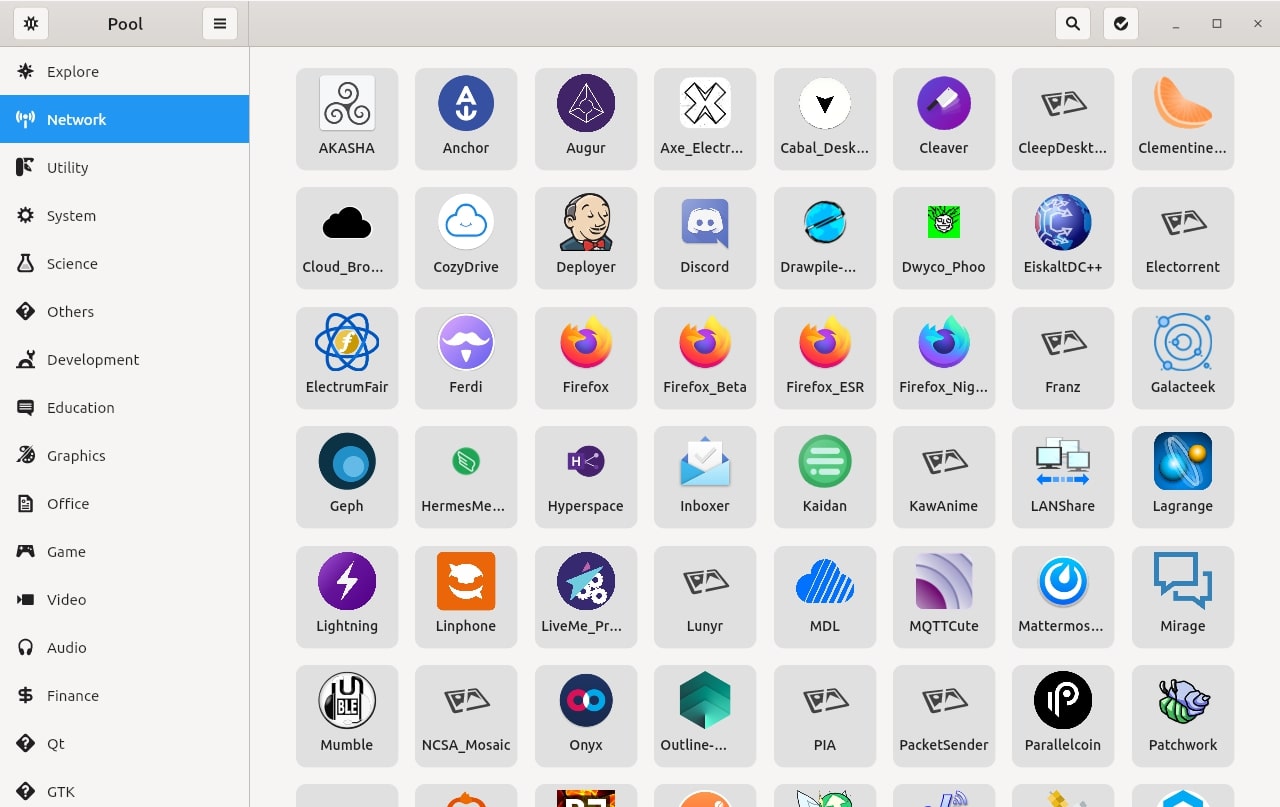 Pool
Explore
Network
Utility
System
Science
Others
Development
Education
Graphics
Office
Game
Video
Audio
Finance
Qt
GTK
AKASHA
Anchor
Augur
Axe_Electr...
Cabal_Desk...
Cleaver
CleepDeskt...
Clementine...
Cloud_Bro...
CozyDrive
Deployer
Discord
Drawpile-...
Dwyco_Phoo
EiskaltDC++
Electorrent
ElectrumFair
Ferdi
Firefox
Firefox_Beta
Firefox_ESR
Firefox_Nig...
Franz
Galacteek
Geph
HermesMe...
Hyperspace
Inboxer
Kaidan
KawAnime
LANShare
Lagrange
Lightning
Linphone
LiveMe_Pr...
Lunyr
MDL
MQTTCute
Mattermos...
Mirage
Mumble
NCSA_Mosaic
Onyx
Outline-...
PIA
PacketSender
Parallelcoin
Patchwork